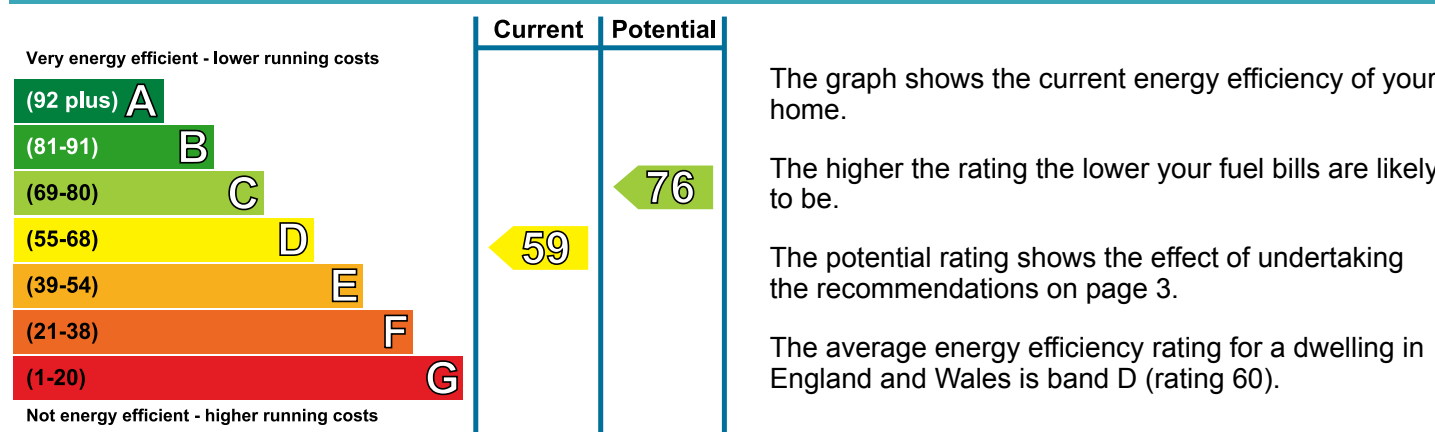 Current Potential
Very energy efficient - lower running costs
(92 plus) A
(81-91) B
(69-80) C
76
(55-68) D
59
(39-54) E
(21-38) F
(1-20) G
Not energy efficient - higher running costs
The graph shows the current energy efficiency of your
home.
The higher the rating the lower your fuel bills are likely
to be.
The potential rating shows the effect of undertaking
the recommendations on page 3.
The average energy efficiency rating for a dwelling in
England and Wales is band D (rating 60).